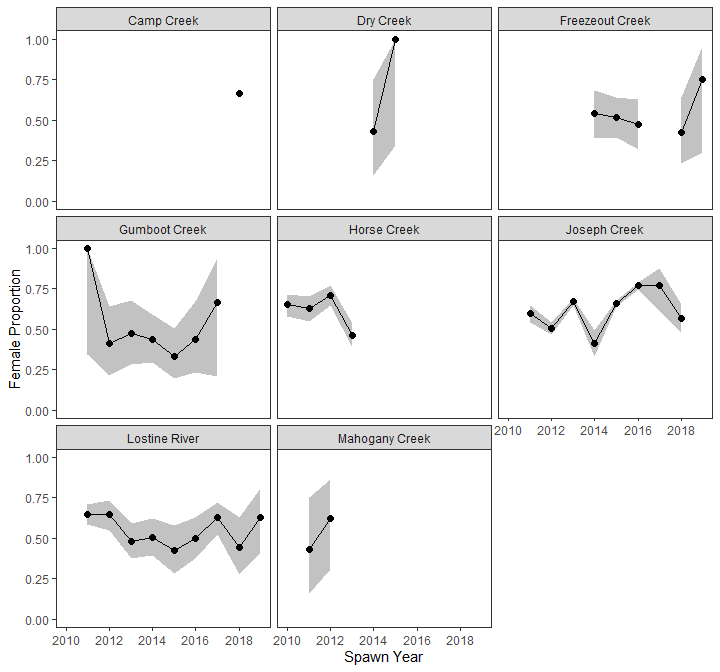 Camp Creek Dry Creek Freezeout Creek
1.00
0.75
0.50
0.25
0.00
Gumboot Creek Horse Creek Joseph Creek
1.00
0.75
0.50
0.25
0.00
2010 2012 2014 2016 2018
Lostine River Mahogany Creek
1.00
0.75
0.50
0.25
0.00
2010 2012 2014 2016 2018 2010 2012 2014 2016 2018
Spawn Year
Female Proportion